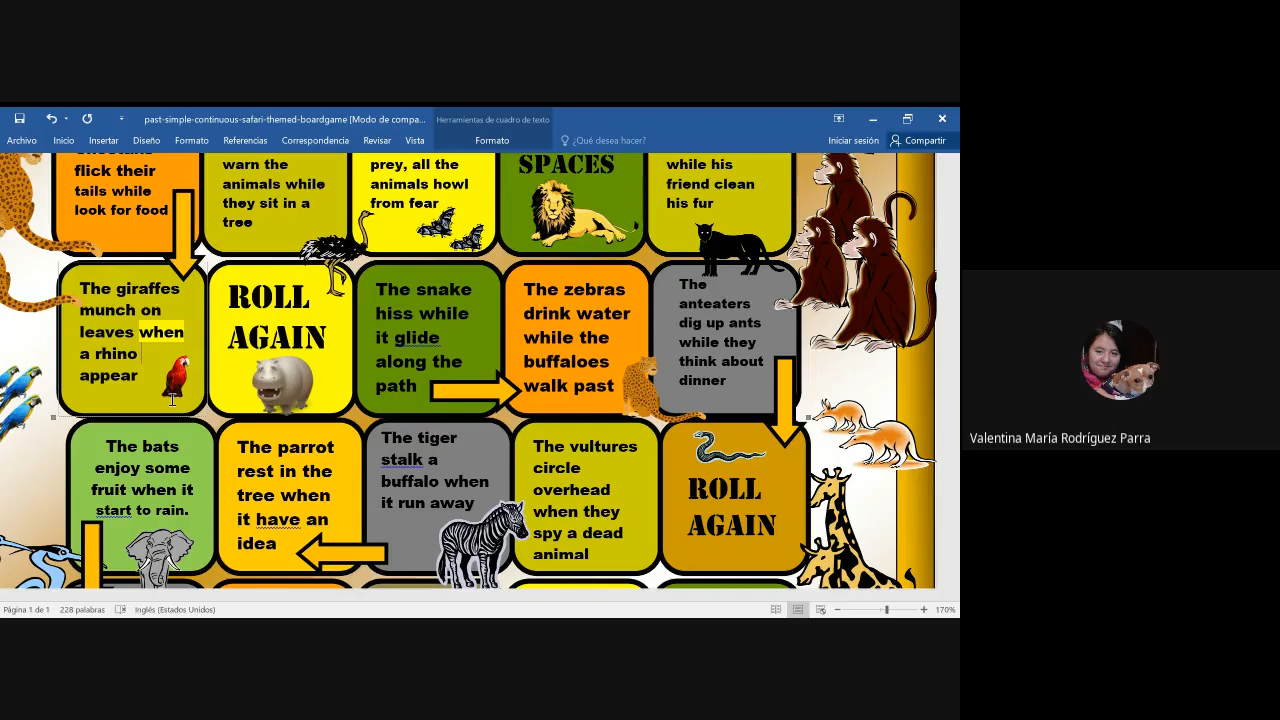 past-simple-continuous-safari-themed-boardgame [Modo de compa...
Herramientas de cuadro de texto
Archivo Inicio Insertar Diseño Formato Referencias Correspondencia Revisar Vista Formato ¿Qué desea hacer? Iniciar sesión Compartir
flick their
tails while
look for food
warn the
animals while
they sit in a
tree
prey, all the
animals howl
from fear
SPACES
while his
friend clean
his fur
The giraffes
munch on
leaves when
a rhino
appear
ROLL
AGAIN
The snake
hiss while
it glide
along the
path
The zebras
drink water
while the
buffaloes
walk past
The
anteaters
dig up ants
while they
think about
dinner
The bats
enjoy some
fruit when it
start to rain.
The parrot
rest in the
tree when
it have an
idea
The tiger
stalk a
buffalo when
it run away
The vultures
circle
overhead
when they
spy a dead
animal
ROLL
AGAIN
Valentina María Rodríguez Parra
Página 1 de 1 228 palabras Inglés (Estados Unidos) 170%